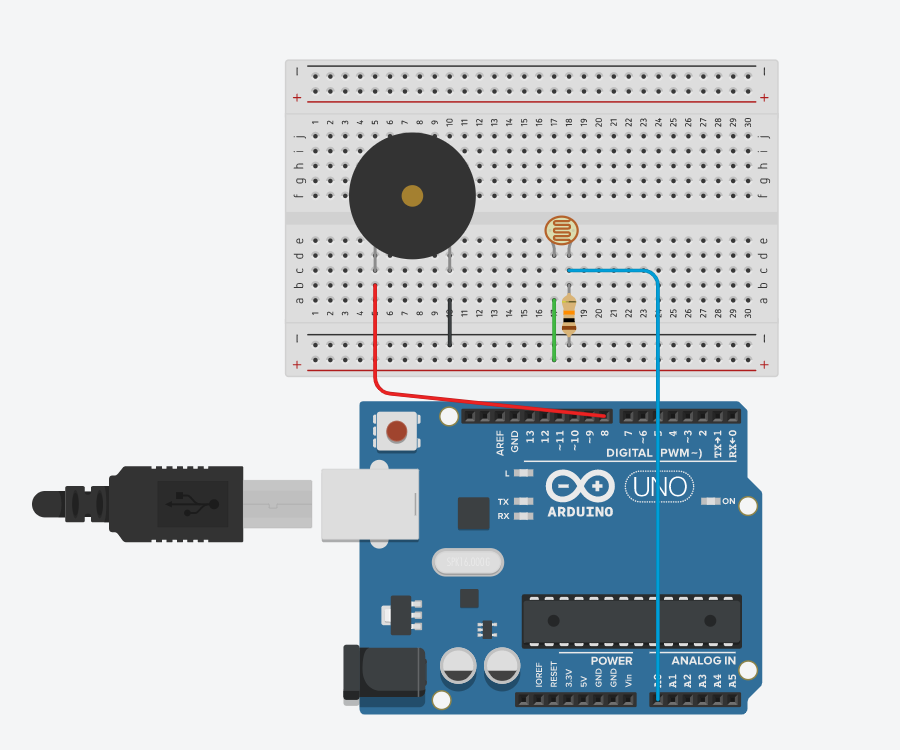 − −
+ +
1 2 3 4 5 6 7 8 9 10 11 12 13 14 15 16 17 18 19 20 21 22 23 24 25 26 27 28 29 30
j j
i i
h h
g g
f f
e e
d d
c c
b b
a a
1 2 3 4 5 6 7 8 9 10 11 12 13 14 15 16 17 18 19 20 21 22 23 24 25 26 27 28 29 30
− −
+ +
AREF GND 13 12 ~11 ~10 ~9 8 7 ~6 ~5 4 ~3 2 TX→1 RX←0
DIGITAL (PWM~)
L
TX
RX
ARDUINO
UNO
ON
POWER ANALOG IN
IOREF RESET 3.3V 5V GND GND Vin A0 A1 A2 A3 A4 A5